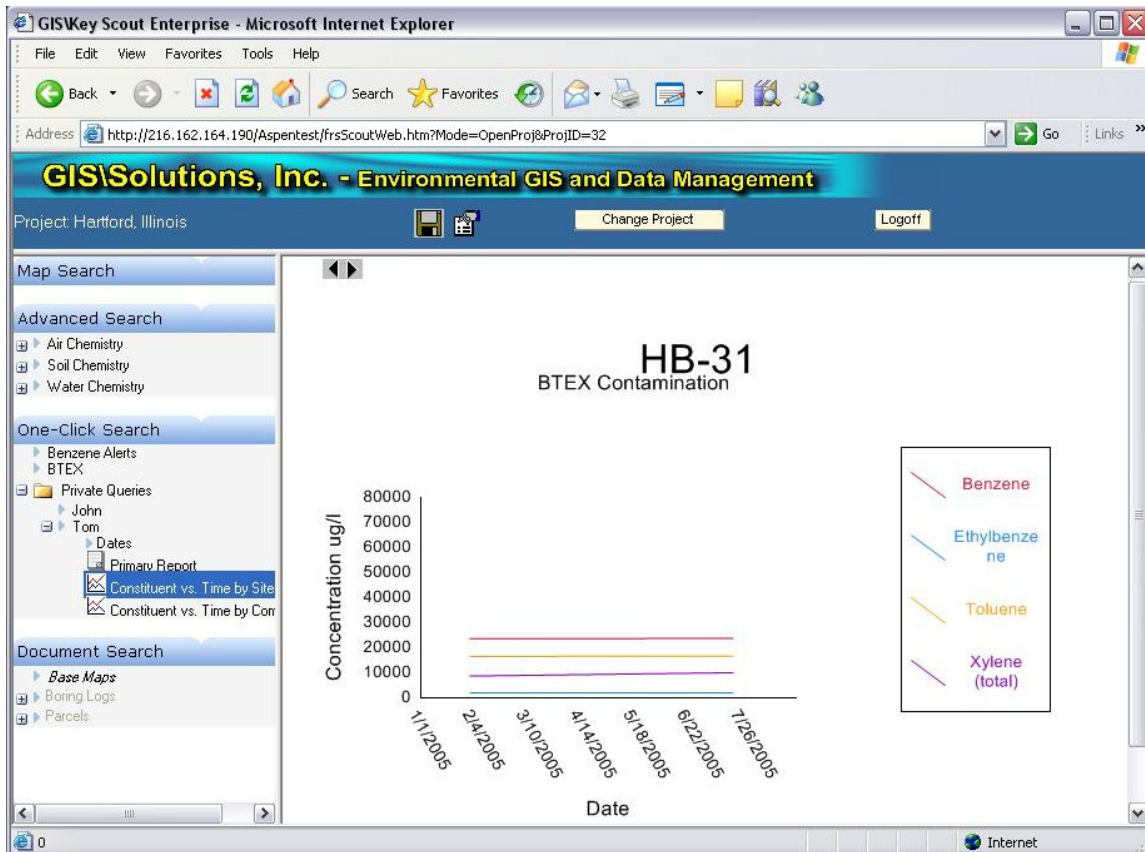 GIS\Key Scout Enterprise - Microsoft Internet Explorer
File Edit View Favorites Tools Help
Back Search Favorites
Address http://216.162.164.190/Aspentest/frsScoutWeb.htm?Mode=OpenProj&ProjID=32 Go Links »
GIS\Solutions, Inc. - Environmental GIS and Data Management
Project: Hartford, Illinois Change Project Logoff
Map Search
Advanced Search
Air Chemistry
Soil Chemistry
Water Chemistry
One-Click Search
Benzene Alerts
BTEX
Private Queries
John
Tom
Dates
Primary Report
Constituent vs. Time by Site
Constituent vs. Time by Con
Document Search
Base Maps
Boring Logs
Parcels
HB-31
BTEX Contamination
Concentration ug/l
80000
70000
60000
50000
40000
30000
20000
10000
0
1/1/2005
2/4/2005
3/10/2005
4/14/2005
5/18/2005
6/22/2005
7/26/2005
Date
Benzene
Ethylbenze
ne
Toluene
Xylene
(total)
0
Internet